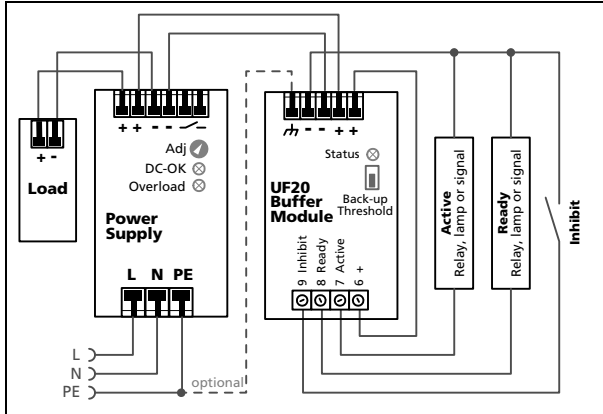 + + - -
- - + +
+ -
Load
Adj
DC-OK
Overload
Power
Supply
L N PE
Status
Back-up
Threshold
UF20
Buffer
Module
9 Inhibit
8 Ready
7 Active
6 +
Active
Relay, lamp or signal
Ready
Relay, lamp or signal
Inhibit
L
N
PE
optional